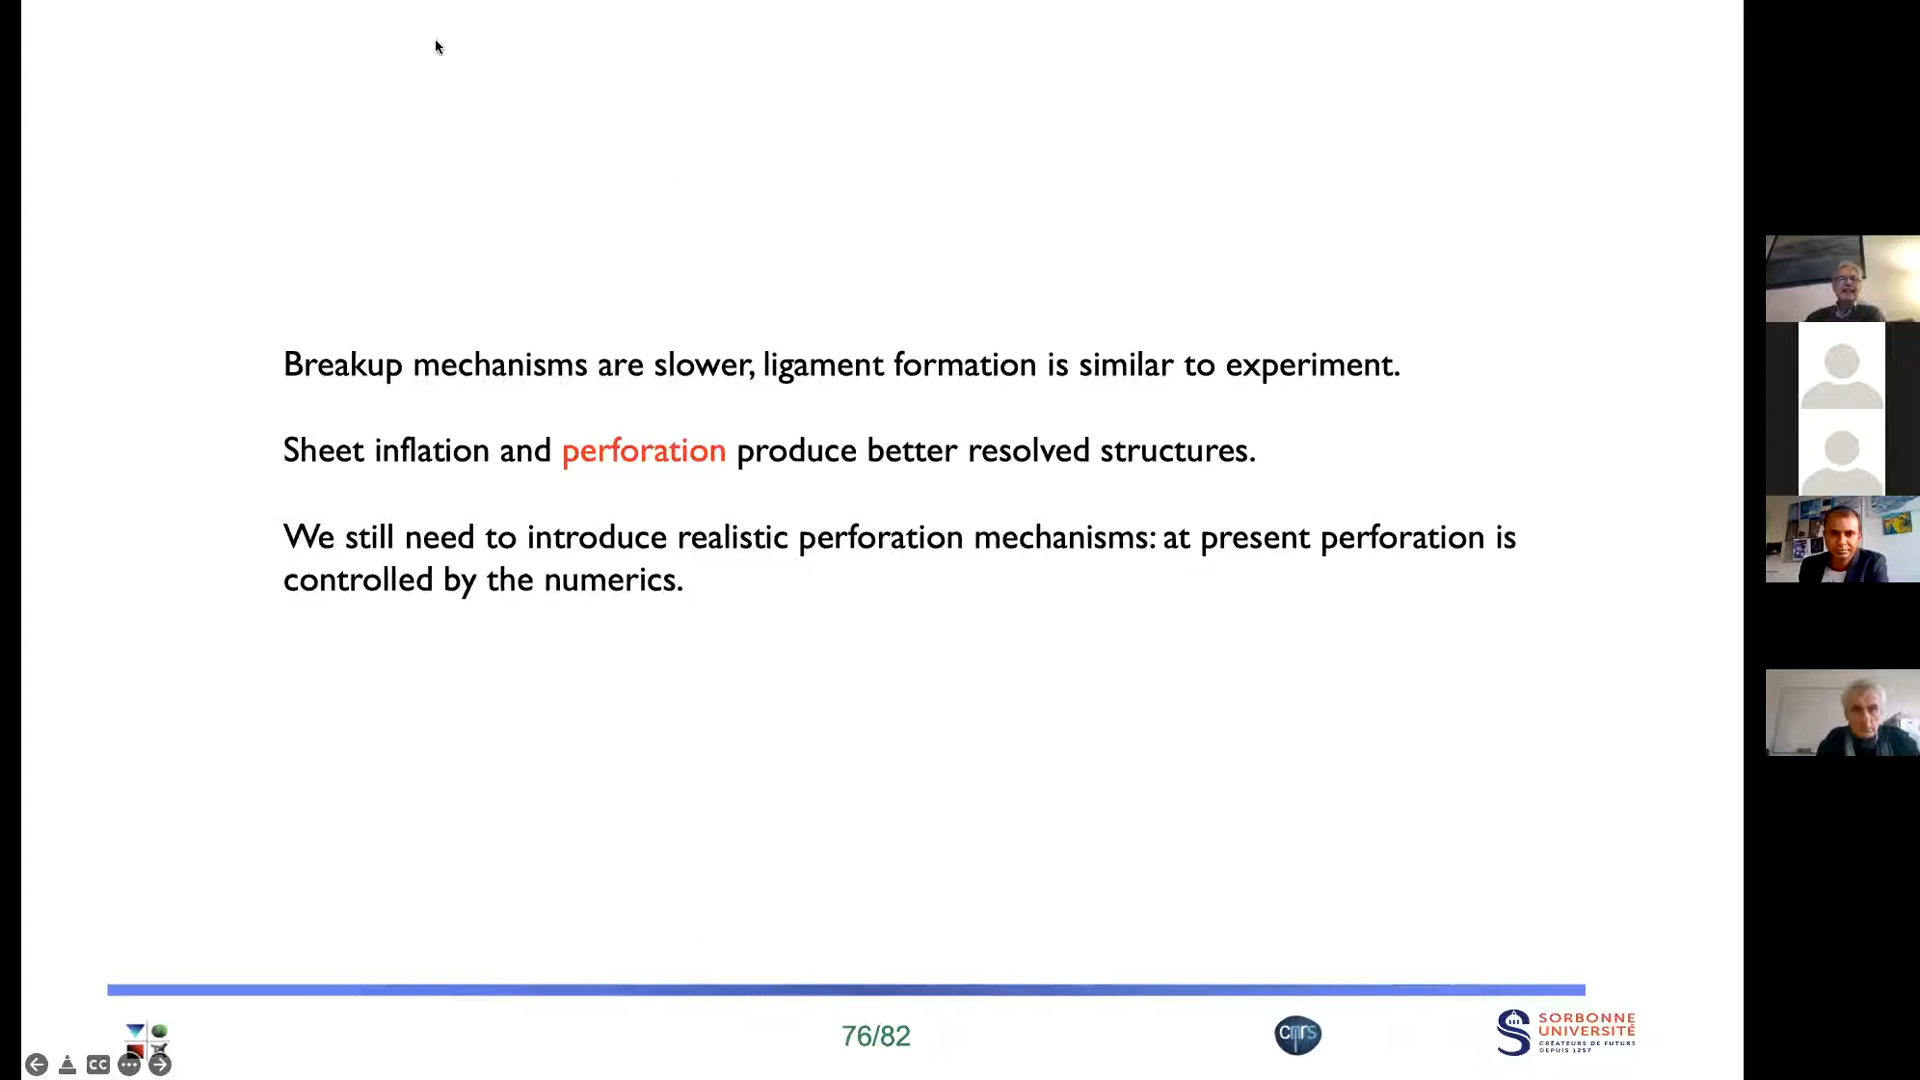 Breakup mechanisms are slower, ligament formation is similar to experiment.
Sheet inflation and perforation produce better resolved structures.
We still need to introduce realistic perforation mechanisms: at present perforation is
controlled by the numerics.
76/82
cnrs
SORBONNE
UNIVERSITÉ
CRÉATEURS DE FUTURS
DEPUIS 1257
CC